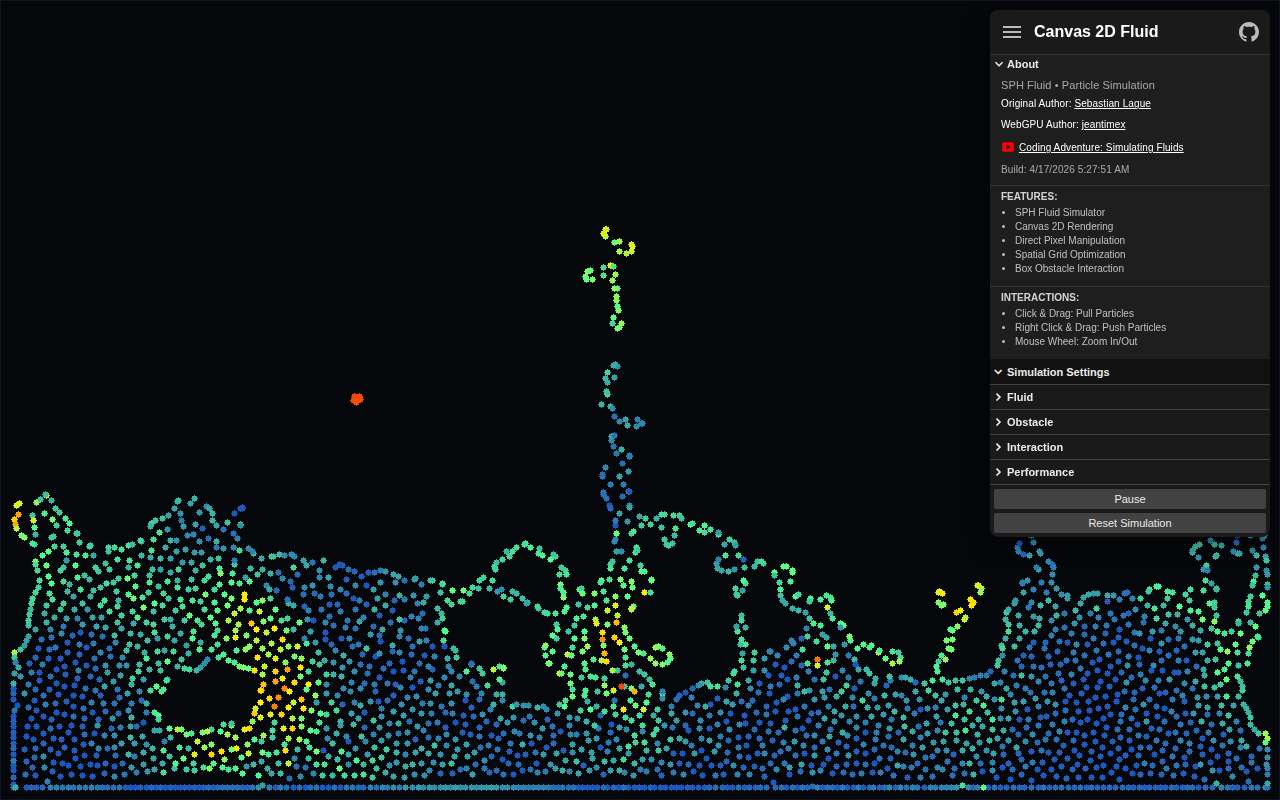 Canvas 2D Fluid
About
SPH Fluid • Particle Simulation
Original Author: Sebastian Lague
WebGPU Author: jeantimex
Coding Adventure: Simulating Fluids
Build: 4/17/2026 5:27:51 AM
FEATURES:
• SPH Fluid Simulator
• Canvas 2D Rendering
• Direct Pixel Manipulation
• Spatial Grid Optimization
• Box Obstacle Interaction
INTERACTIONS:
• Click & Drag: Pull Particles
• Right Click & Drag: Push Particles
• Mouse Wheel: Zoom In/Out
Simulation Settings
Fluid
Obstacle
Interaction
Performance
Pause
Reset Simulation